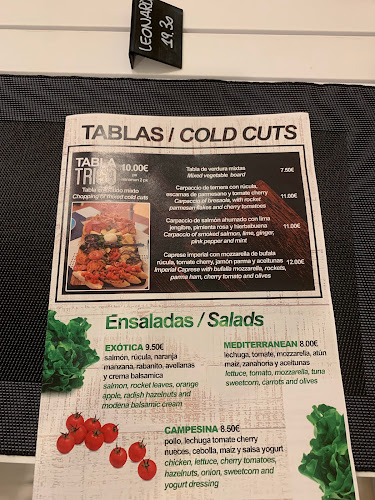 LEONARD
19.30
TABLAS / COLD CUTS
TABLA
TRIS
10.00€
minimum 2 px
Tabla embutido mixto
Chopping of mixed cold cuts
Tabla de verdura mixtas 7.50€
Mixed vegetable board
Carpaccio de ternera con rúcula,
escamas de parmesano y tomate cherry 11.00€
Carpaccio of bresaola, with rocket
parmesan flakes and cherry tomatoes
Carpaccio de salmón ahumado con lima
jengifre, pimienta rosa y hierbabuena 11.00€
Carpaccio of smoked salmon, lime, ginger,
pink pepper and mint
Caprese imperial con mozzarella de bufala
rúcula, tomate cherry, jamón parma y aceitunas 12.00€
Imperial Caprese with bufalla mozzarella, rockets,
parma ham, cherry tomato and olives
Ensaladas / Salads
EXÓTICA 9.50€
salmón, rúcula, naranja
manzana, rabanito, avellanas
y crema balsamica
salmon, rocket leaves, orange
apple, radish hazelnuts and
modena balsamic cream
MEDITERRANEAN 8.00€
lechuga, tomate, mozzarella, atún
maiz, zanahoria y aceitunas
lettuce, tomato, mozzarella, tuna
sweetcorn, carrots and olives
CAMPESINA 8.50€
pollo, lechuga tomate cherry
nueces, cebolla, maiz y salsa yogurt
chicken, lettuce, cherry tomatoes,
hazelnuts, onion, sweetcorn and
yogurt dressing